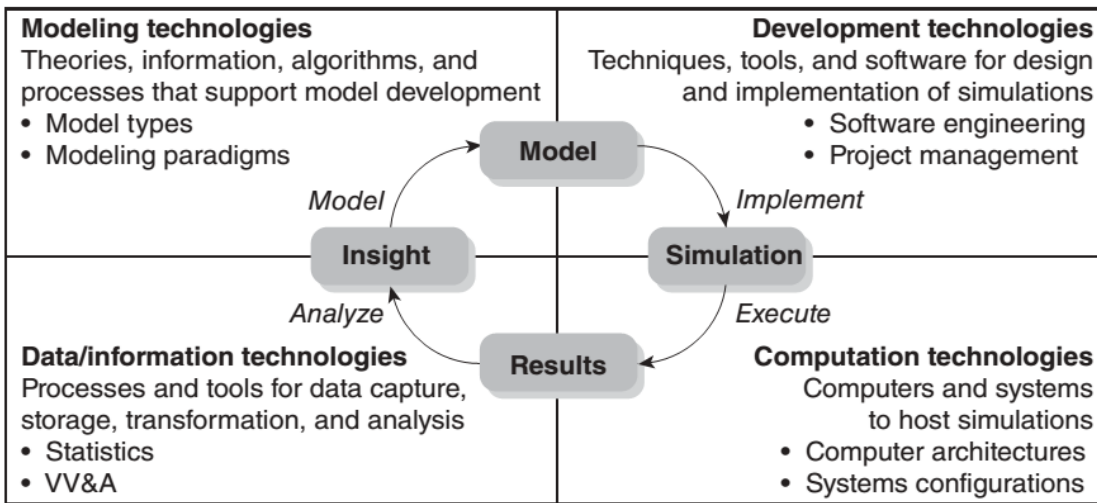 Modeling technologies
Theories, information, algorithms, and
processes that support model development
• Model types
• Modeling paradigms
Development technologies
Techniques, tools, and software for design
and implementation of simulations
• Software engineering
• Project management
Model
Model
Implement
Insight
Simulation
Analyze
Execute
Results
Data/information technologies
Processes and tools for data capture,
storage, transformation, and analysis
• Statistics
• VV&A
Computation technologies
Computers and systems
to host simulations
• Computer architectures
• Systems configurations